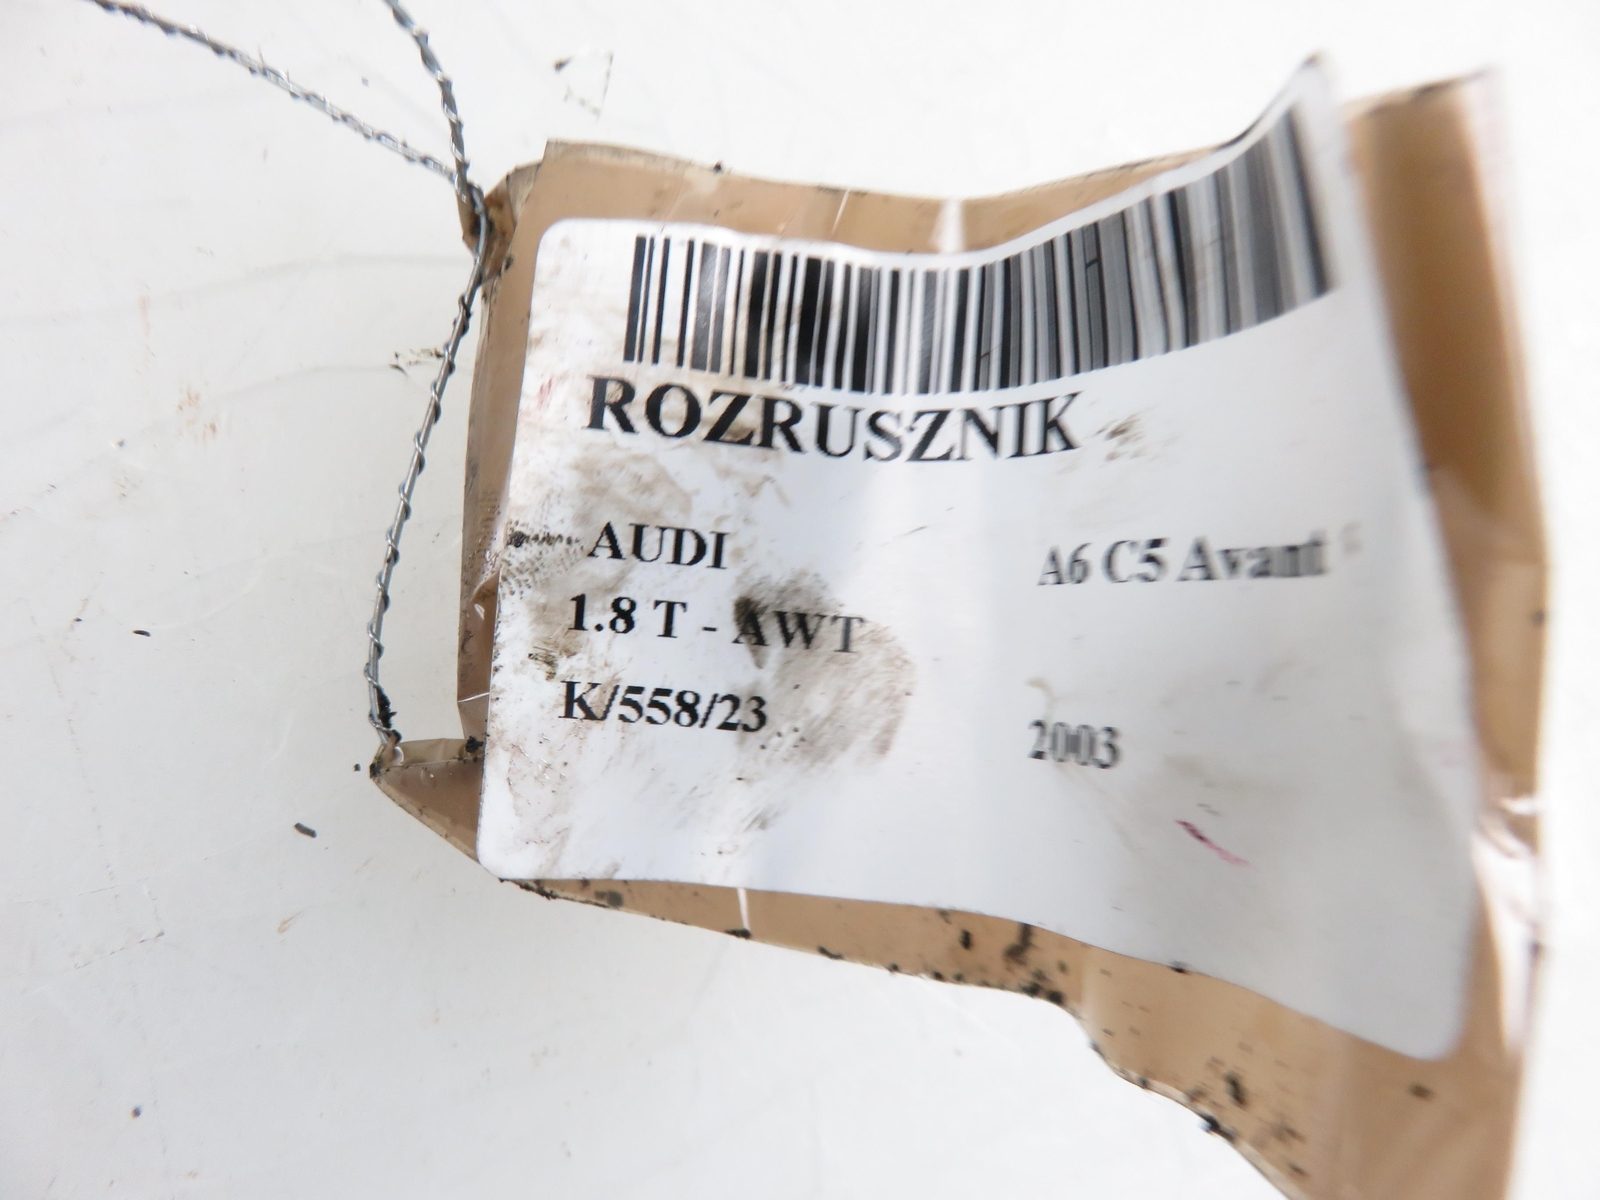 ROZRUSZNIK
AUDI A6 C5 Avant
1.8 T - AWT
K/558/23 2003